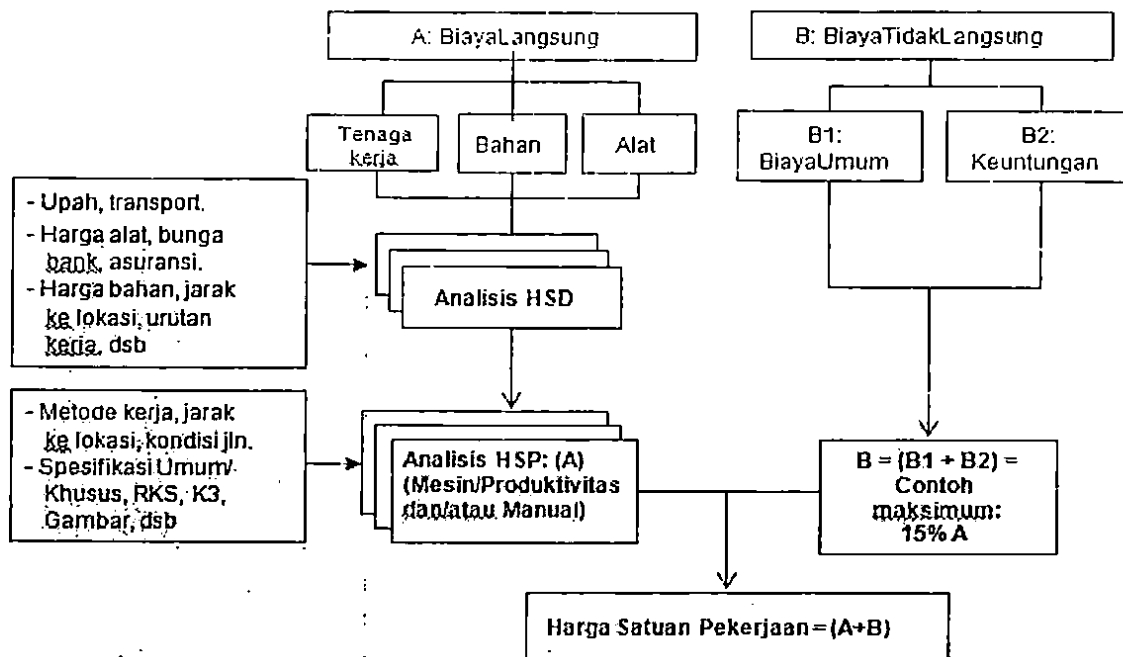 A: BiayaLangsung
B: BiayaTidakLangsung
Tenaga
kerja
Bahan
Alat
B1:
BiayaUmum
B2:
Keuntungan
- Upah, transport.
- Harga alat, bunga
bank, asuransi.
- Harga bahan, jarak
ke lokasi, urutan
kerja, dsb
Analisis HSD
- Metode kerja, jarak
ke lokasi, kondisi jln.
- Spesifikasi Umum/
Khusus, RKS, K3,
Gambar, dsb
Analisis HSP: (A)
(Mesin/Produktivitas
dan/atau Manual)
B = (B1 + B2) =
Contoh
maksimum:
15% A
Harga Satuan Pekerjaan = (A+B)